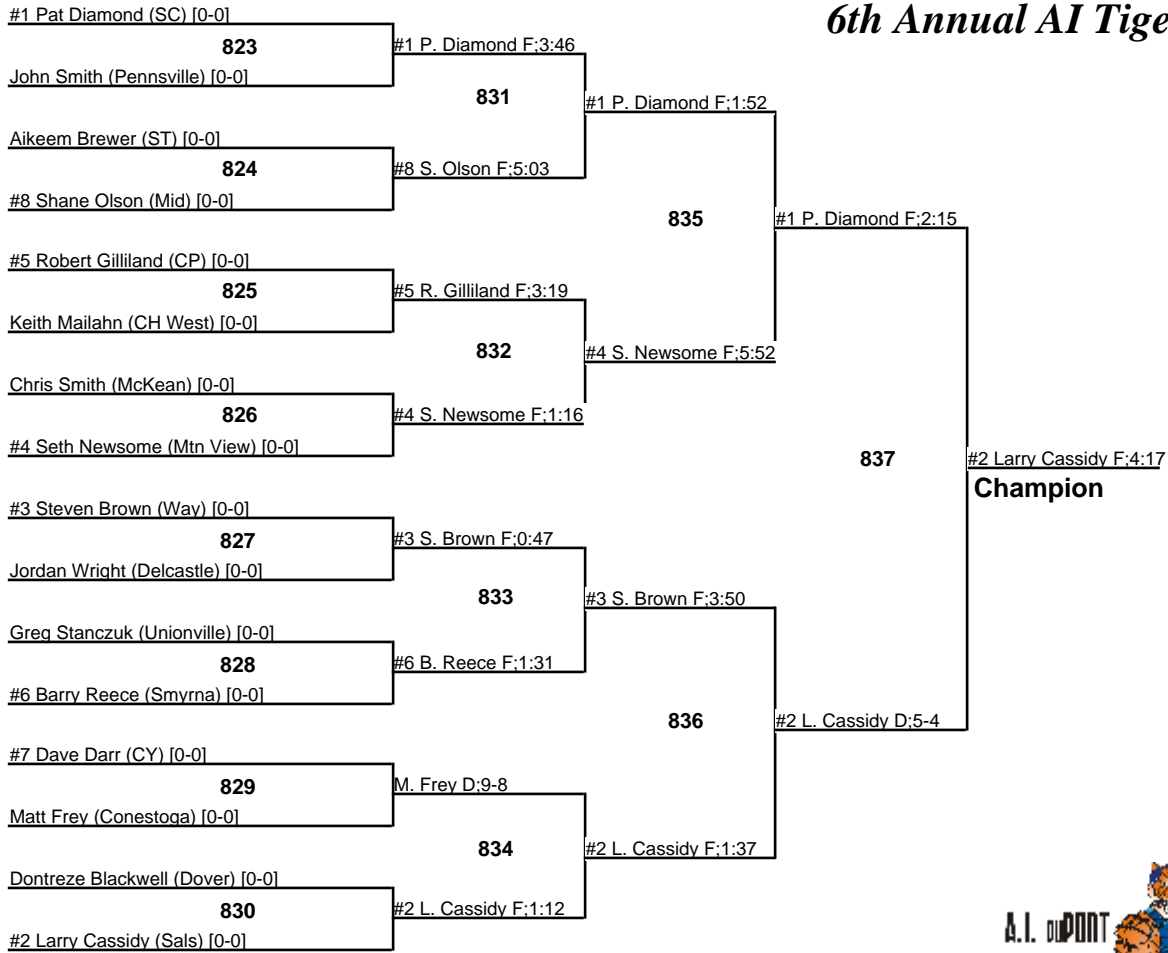 6th Annual AI Tige
#1 Pat Diamond (SC) [0-0]
823
John Smith (Pennsville) [0-0]
#1 P. Diamond F;3:46
831
Aikeem Brewer (ST) [0-0]
824
#8 Shane Olson (Mid) [0-0]
#8 S. Olson F;5:03
#1 P. Diamond F;1:52
835
#5 Robert Gilliland (CP) [0-0]
825
Keith Mailahn (CH West) [0-0]
#5 R. Gilliland F;3:19
832
Chris Smith (McKean) [0-0]
826
#4 Seth Newsome (Mtn View) [0-0]
#4 S. Newsome F;1:16
#4 S. Newsome F;5:52
#1 P. Diamond F;2:15
837
#3 Steven Brown (Way) [0-0]
827
Jordan Wright (Delcastle) [0-0]
#3 S. Brown F;0:47
833
Greg Stanczuk (Unionville) [0-0]
828
#6 Barry Reece (Smyrna) [0-0]
#6 B. Reece F;1:31
#3 S. Brown F;3:50
836
#7 Dave Darr (CY) [0-0]
829
Matt Frey (Conestoga) [0-0]
M. Frey D;9-8
834
Dontreze Blackwell (Dover) [0-0]
830
#2 Larry Cassidy (Sals) [0-0]
#2 L. Cassidy F;1:12
#2 L. Cassidy F;1:37
#2 L. Cassidy D;5-4
#2 Larry Cassidy F;4:17
Champion
A.I. DUPONT